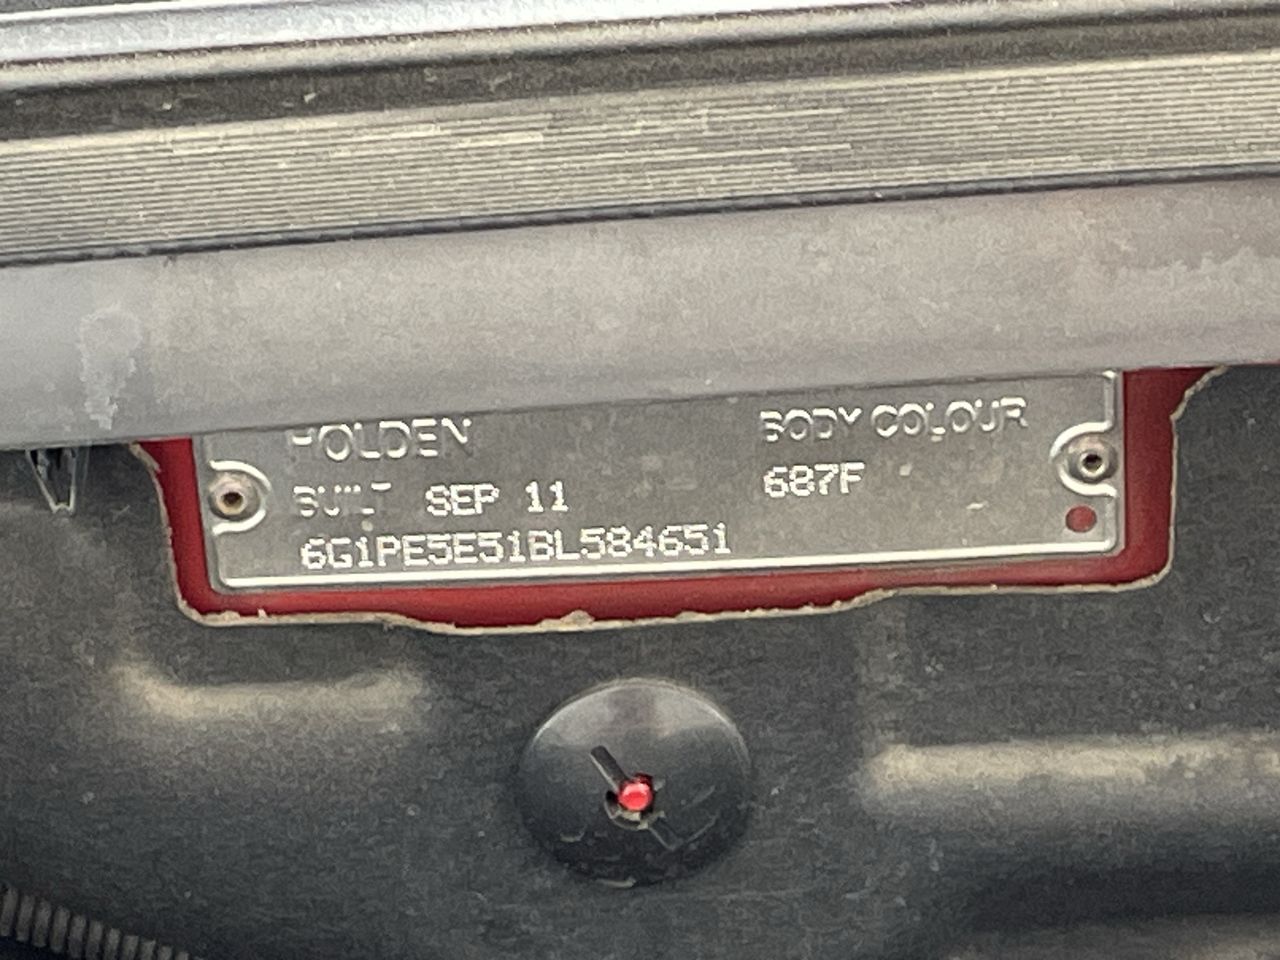 HOLDEN BODY COLOUR
BUILT SEP 11 687F
6G1PE5E51BL584651